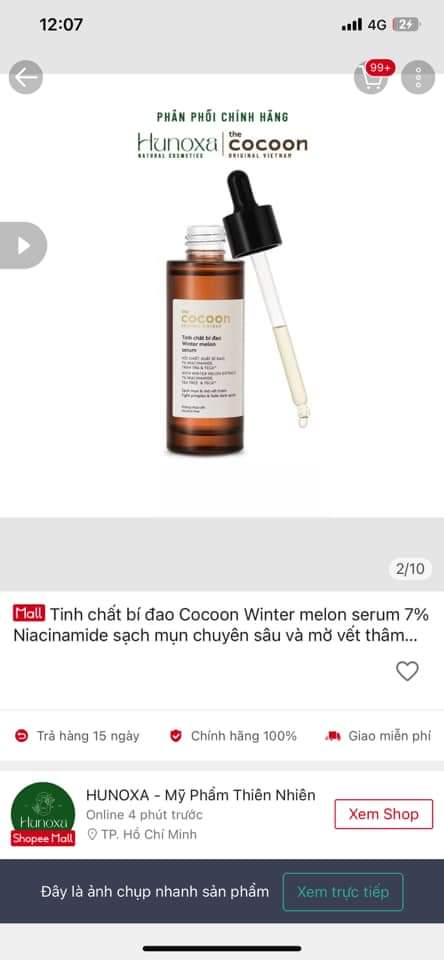 12:07
4G
24
99+
PHÂN PHỐI CHÍNH HÃNG
Hunoxa
NATURAL COSMETICS
the
cocoon
ORIGINAL VIETNAM
the
cocoon
ORIGINAL VIETNAM
Tinh chất bí đao
Winter melon
serum
2/10
Mall Tinh chất bí đao Cocoon Winter melon serum 7%
Niacinamide sạch mụn chuyên sâu và mờ vết thâm...
Trả hàng 15 ngày
Chính hãng 100%
Giao miễn phí
Hunoxa
Shopee Mall
HUNOXA - Mỹ Phẩm Thiên Nhiên
Online 4 phút trước
TP. Hồ Chí Minh
Xem Shop
Đây là ảnh chụp nhanh sản phẩm
Xem trực tiếp